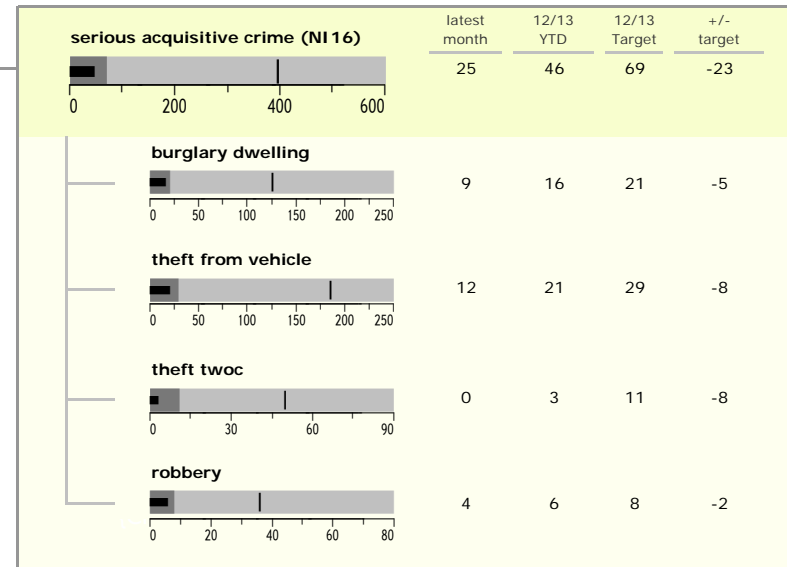 latest 12/13 12/13 +/-
serious acquisitive crime (NI16) month YTD Target target
25 46 69 -23
0 200 400 600
burglary dwelling
9 16 21 -5
0 50 100 150 200 250
theft from vehicle
12 21 29 -8
0 50 100 150 200 250
theft twoc
0 3 11 -8
0 30 60 90
robbery
4 6 8 -2
0 20 40 60 80